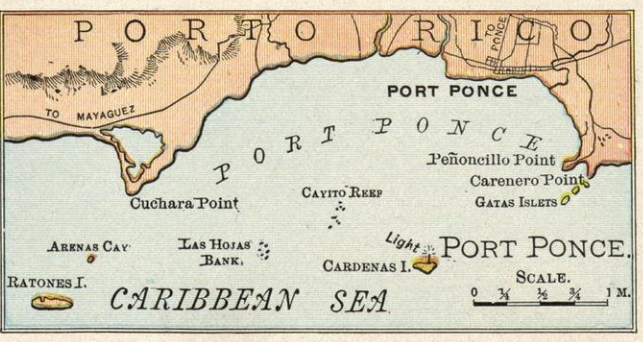 PORTO RICO
TO PONCE
TO MAYAGUEZ
PORT PONCE
PORT PONCE
Peñoncillo Point
Carenero Point
GATAS ISLETS
Cuchara Point
CAYITO REEF
ARENAS CAY
LAS HOJAS
BANK.
Light
CARDENAS I.
PORT PONCE.
SCALE.
0 ¼ ½ ¾ 1 M.
RATONES I.
CARIBBEAN SEA